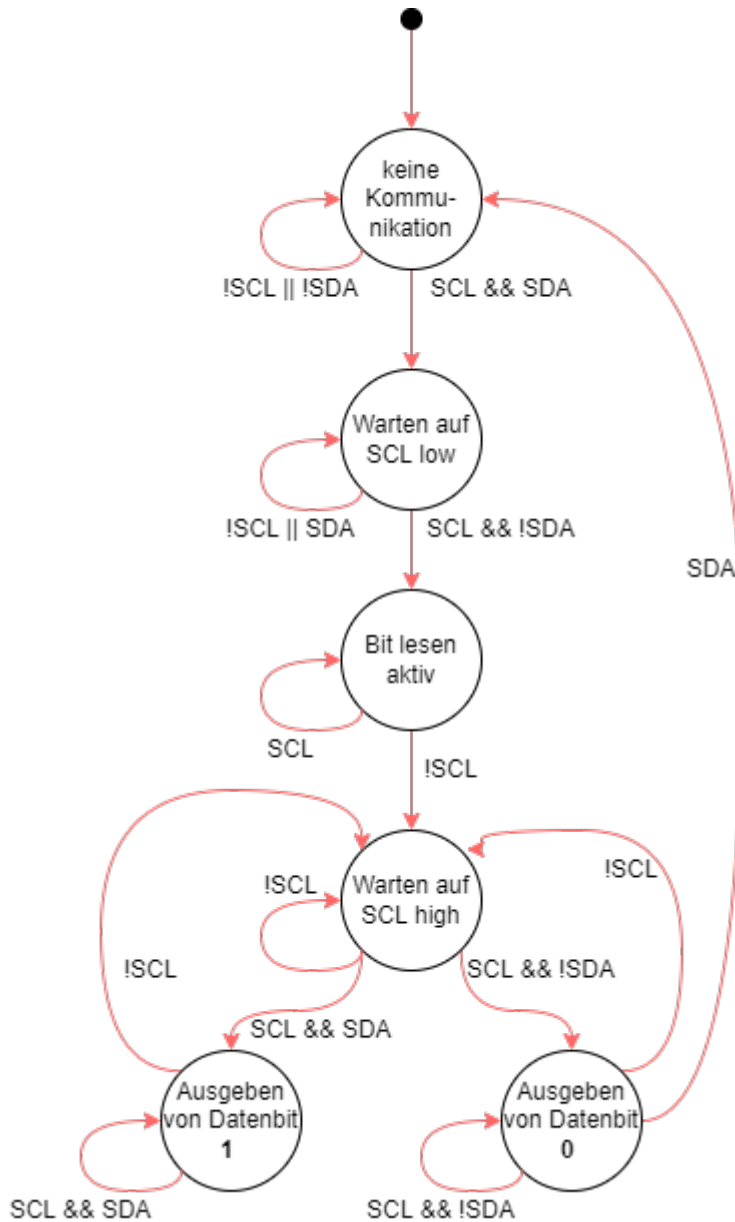 keine
Kommu-
nikation
!SCL || !SDA
SCL && SDA
Warten auf
SCL low
!SCL || SDA
SCL && !SDA
SDA
Bit lesen
aktiv
SCL
!SCL
Warten auf
SCL high
!SCL
!SCL
!SCL
SCL && !SDA
SCL && SDA
Ausgeben
von Datenbit
1
Ausgeben
von Datenbit
0
SCL && SDA
SCL && !SDA